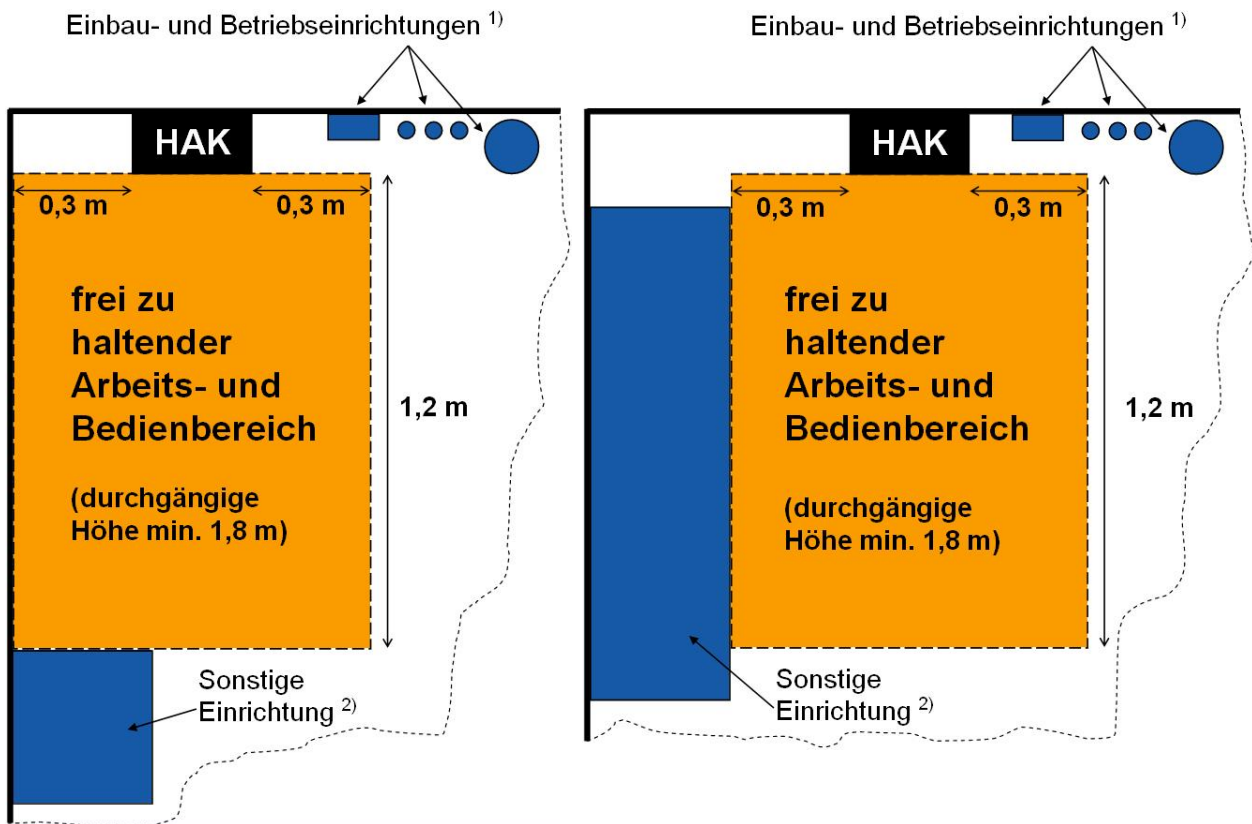 Einbau- und Betriebseinrichtungen 1)
HAK
0,3 m
0,3 m
frei zu
haltender
Arbeits- und
Bedienbereich
(durchgängige
Höhe min. 1,8 m)
1,2 m
Sonstige
Einrichtung 2)
Einbau- und Betriebseinrichtungen 1)
HAK
0,3 m
0,3 m
frei zu
haltender
Arbeits- und
Bedienbereich
(durchgängige
Höhe min. 1,8 m)
1,2 m
Sonstige
Einrichtung 2)